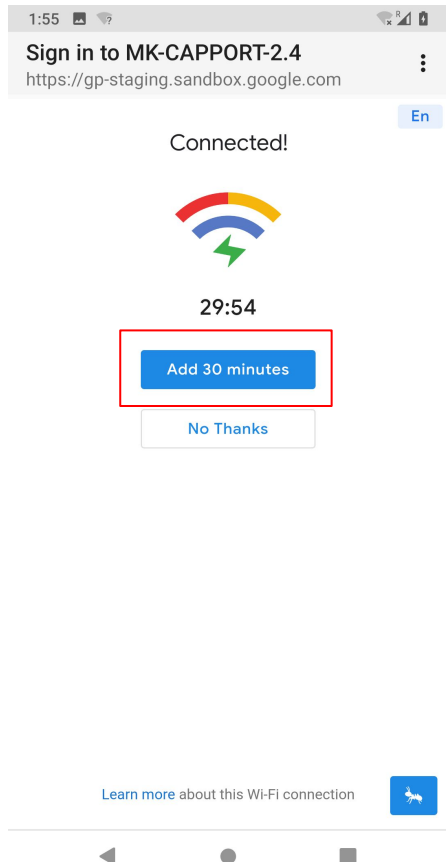 1:55
R
Sign in to MK-CAPPORT-2.4
https://gp-staging.sandbox.google.com
En
Connected!
29:54
Add 30 minutes
No Thanks
Learn more about this Wi-Fi connection